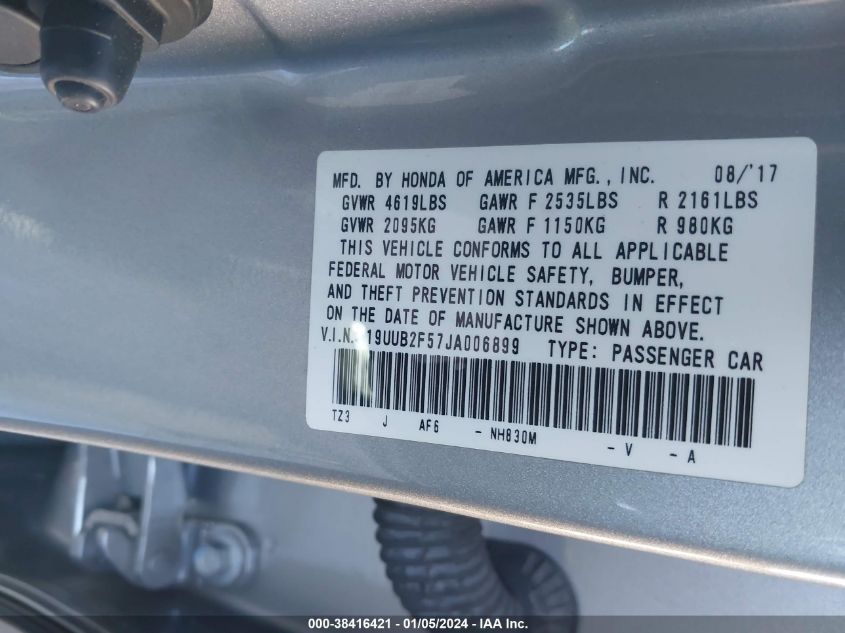 MFD. BY HONDA OF AMERICA MFG., INC. 08/'17
GVWR 4619LBS GAWR F 2535LBS R 2161LBS
GVWR 2095KG GAWR F 1150KG R 980KG
THIS VEHICLE CONFORMS TO ALL APPLICABLE
FEDERAL MOTOR VEHICLE SAFETY, BUMPER,
AND THEFT PREVENTION STANDARDS IN EFFECT
ON THE DATE OF MANUFACTURE SHOWN ABOVE.
V.I.N. 19UUB2F57JA006899 TYPE: PASSENGER CAR
TZ3 J AF6 - NH830M - V - A
000-38416421 - 01/05/2024 - IAA Inc.